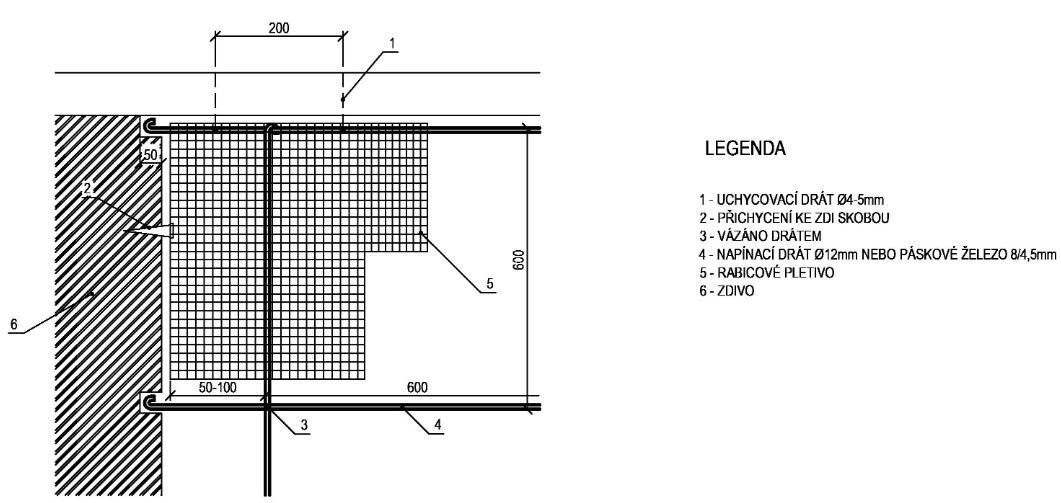 200
1
50
2
600
5
6
50-100
600
3
4
LEGENDA
1 - UCHYCOVACÍ DRÁT Ø4-5mm
2 - PŘICHYCENÍ KE ZDI SKOBOU
3 - VÁZÁNO DRÁTEM
4 - NAPÍNACÍ DRÁT Ø12mm NEBO PÁSKOVÉ ŽELEZO 8/4,5mm
5 - RABICOVÉ PLETIVO
6 - ZDIVO